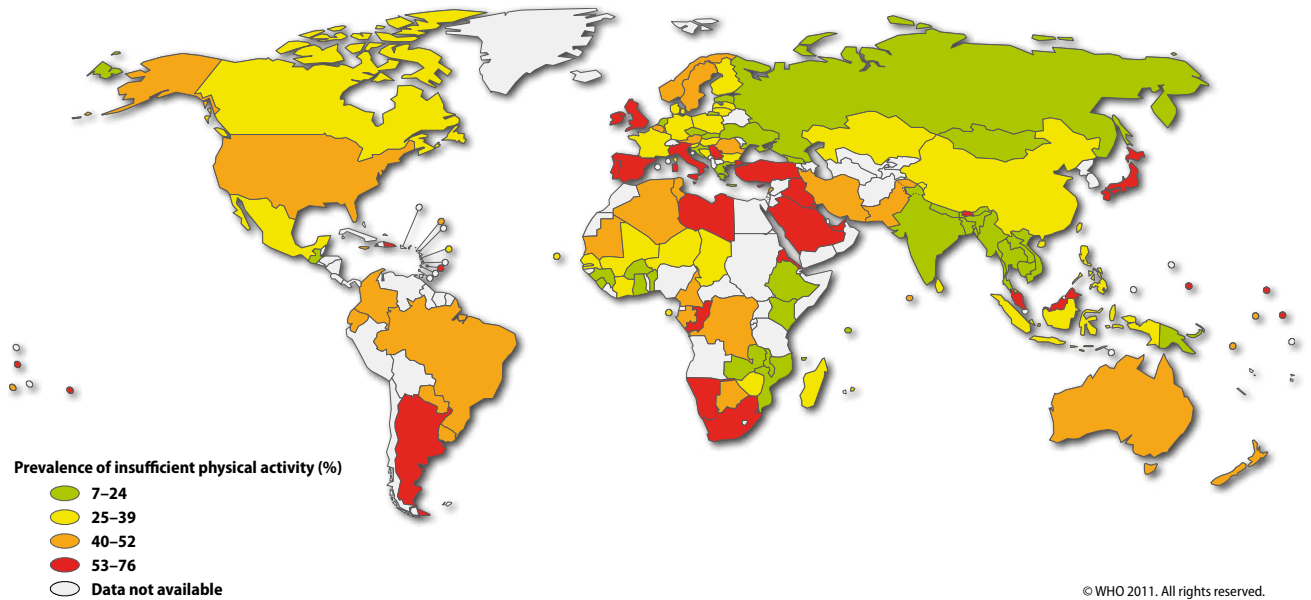 Prevalence of insufficient physical activity (%)
7–24
25–39
40–52
53–76
Data not available
© WHO 2011. All rights reserved.